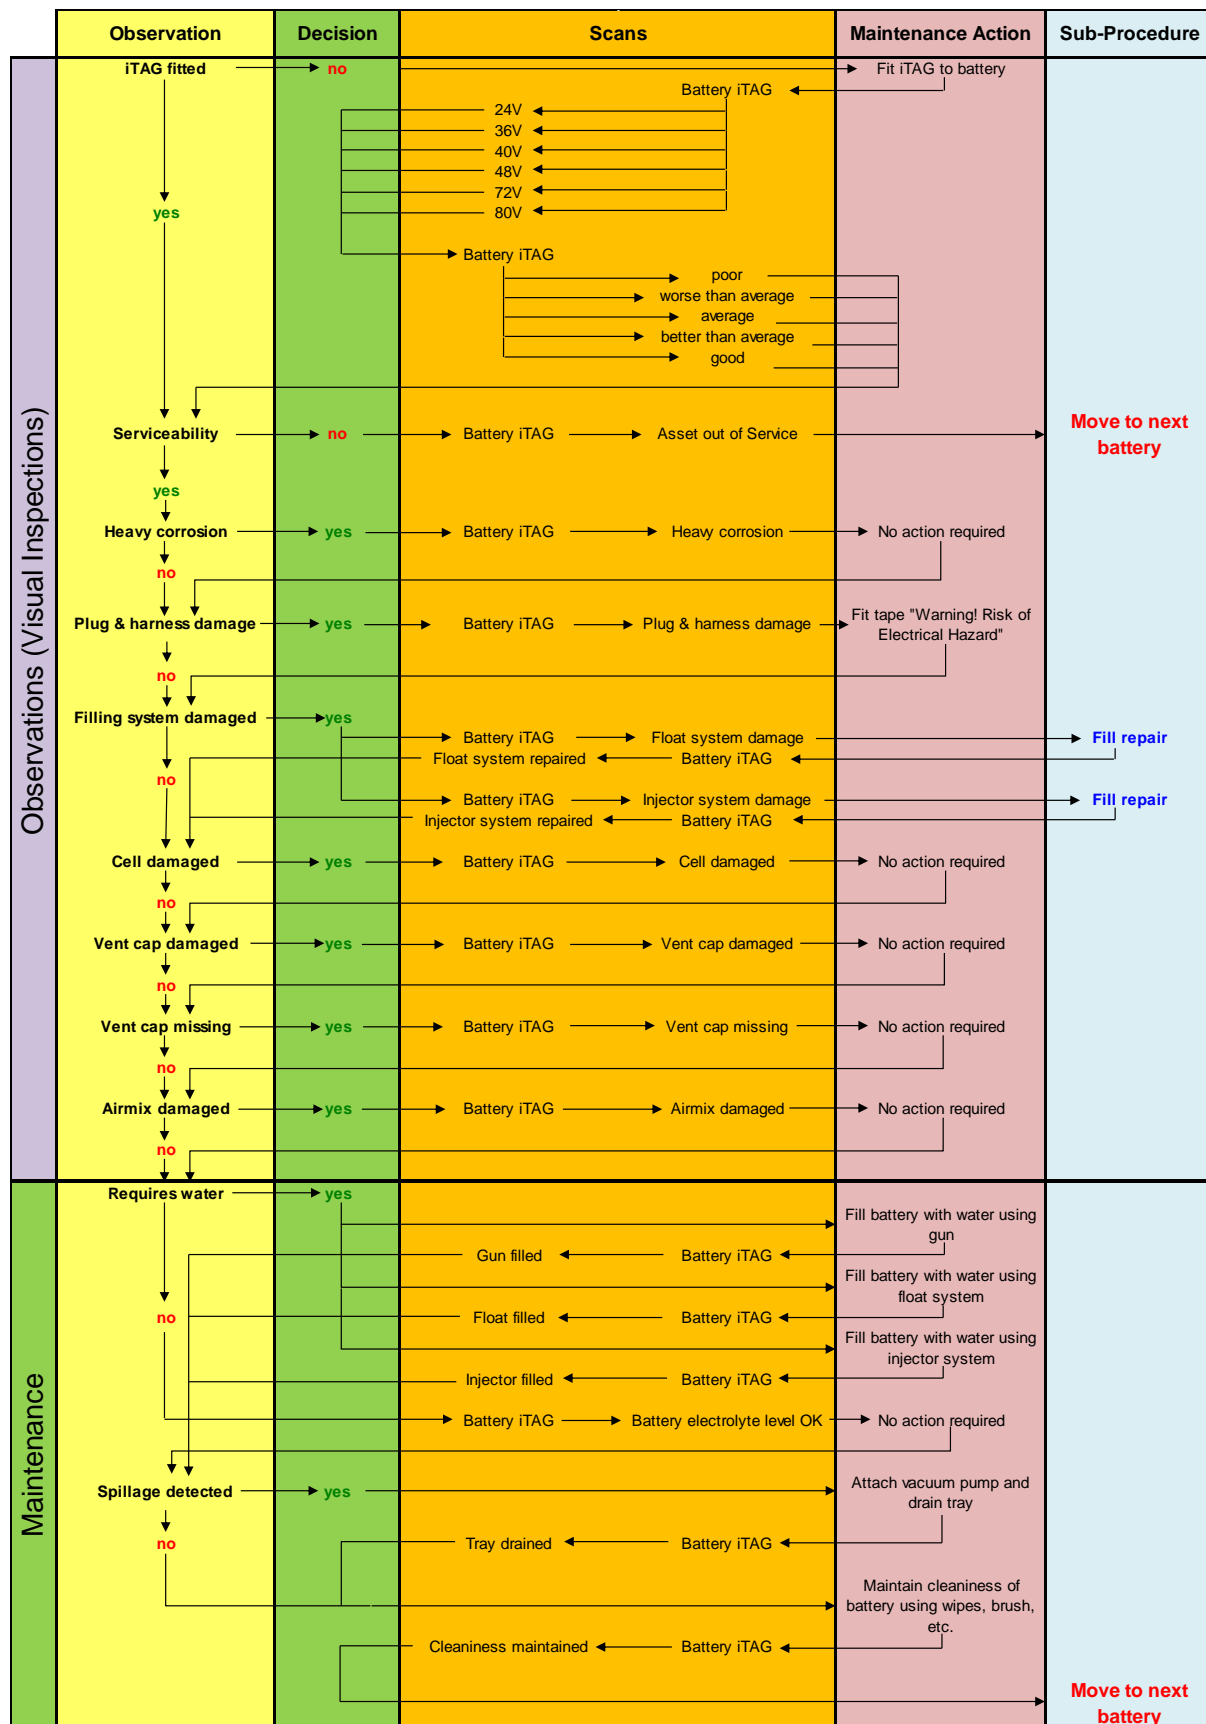 Observation Decision Scans Maintenance Action Sub-Procedure
Observations (Visual Inspections)
iTAG fitted no Fit iTAG to battery
Battery iTAG
24V
36V
40V
48V
72V
yes 80V
Battery iTAG
poor
worse than average
average
better than average
good
Serviceability no Battery iTAG Asset out of Service Move to next
battery
yes
Heavy corrosion yes Battery iTAG Heavy corrosion No action required
no
Plug & harness damage yes Battery iTAG Plug & harness damage Fit tape "Warning! Risk of
Electrical Hazard"
no
Filling system damaged yes
Battery iTAG Float system damage Fill repair
Float system repaired Battery iTAG
no
Battery iTAG Injector system damage Fill repair
Injector system repaired Battery iTAG
Cell damaged yes Battery iTAG Cell damaged No action required
no
Vent cap damaged yes Battery iTAG Vent cap damaged No action required
no
Vent cap missing yes Battery iTAG Vent cap missing No action required
no
Airmix damaged yes Battery iTAG Airmix damaged No action required
no
Maintenance
Requires water yes
Fill battery with water using
gun
Gun filled Battery iTAG
Fill battery with water using
float system
no Float filled Battery iTAG
Fill battery with water using
injector system
Injector filled Battery iTAG
Battery iTAG Battery electrolyte level OK No action required
Spillage detected yes Attach vacuum pump and
drain tray
no Tray drained Battery iTAG
Maintain cleaniness of
battery using wipes, brush,
etc.
Cleaniness maintained Battery iTAG
Move to next
battery